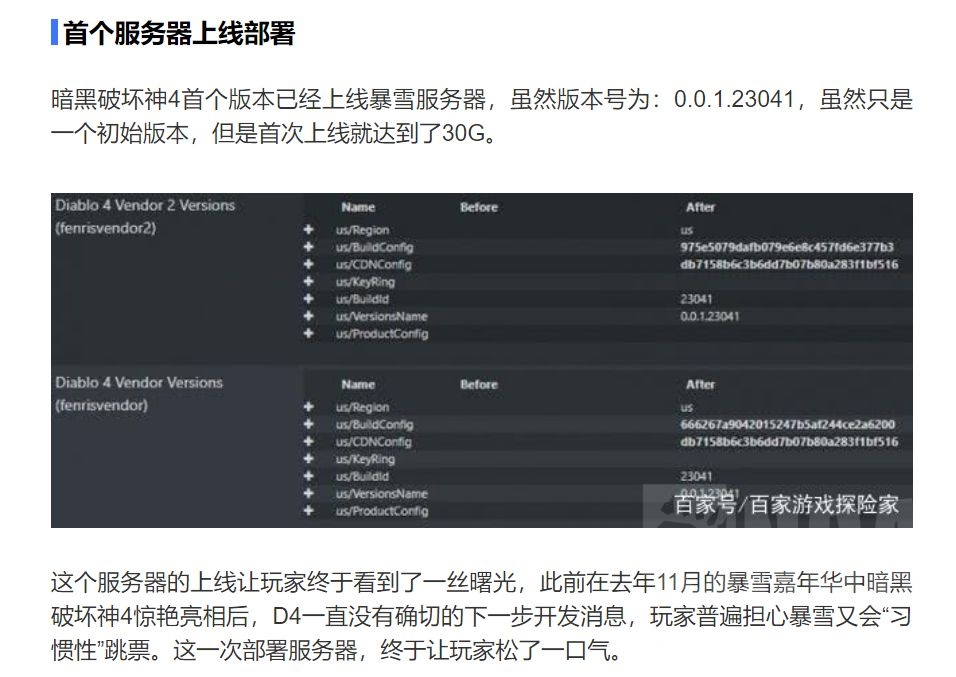 首个服务器上线部署
暗黑破坏神4首个版本已经上线暴雪服务器，虽然版本号为：0.0.1.23041，虽然只是
一个初始版本，但是首次上线就达到了30G。
Diablo 4 Vendor 2 Versions
(fenrisvendor2)
Name Before After
+ us/Region us
+ us/BuildConfig 975e5079dafb079e6e8c457fd6e377b3
+ us/CDNConfig db7158b6c3b6dd7b07b80a283f1bf516
+ us/KeyRing
+ us/BuildId 23041
+ us/VersionsName 0.0.1.23041
+ us/ProductConfig
Diablo 4 Vendor Versions
(fenrisvendor)
Name Before After
+ us/Region us
+ us/BuildConfig 666267a9042015247b5af244ce2a6200
+ us/CDNConfig db7158b6c3b6dd7b07b80a283f1bf516
+ us/KeyRing
+ us/BuildId 23041
+ us/VersionsName 0.0.1.23041
+ us/ProductConfig
百家号/百家游戏探险家
这个服务器的上线让玩家终于看到了一丝曙光，此前在去年11月的暴雪嘉年华中暗黑
破坏神4惊艳亮相后，D4一直没有确切的下一步开发消息，玩家普遍担心暴雪又会“习
惯性”跳票。这一次部署服务器，终于让玩家松了一口气。